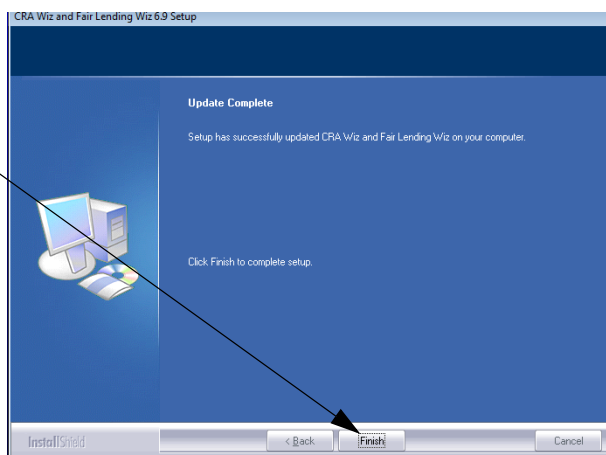 CRA Wiz and Fair Lending Wiz 6.9 Setup
Update Complete
Setup has successfully updated CRA Wiz and Fair Lending Wiz on your computer.
Click Finish to complete setup.
InstallShield
< Back
Finish
Cancel